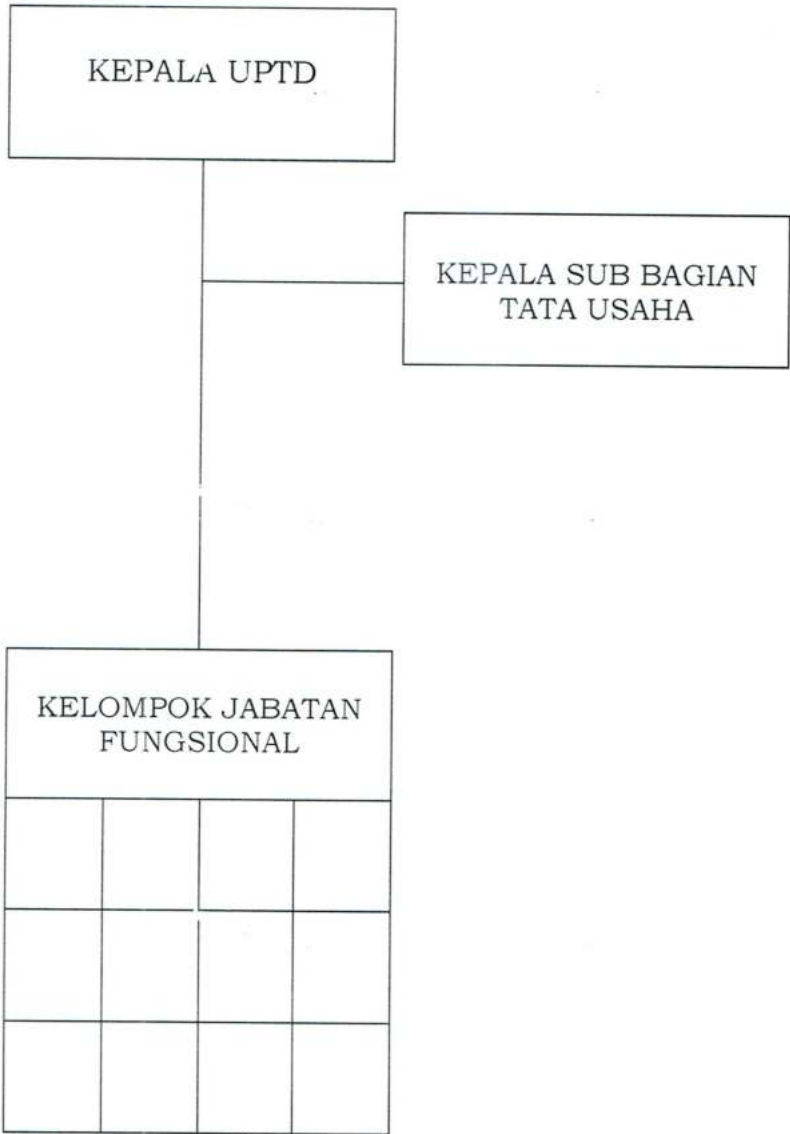 KEPALA UPTD
KEPALA SUB BAGIAN
TATA USAHA
KELOMPOK JABATAN
FUNGSIONAL